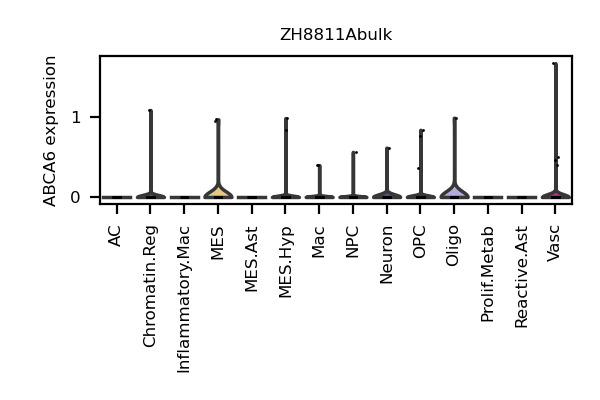 ZH8811Abulk
ABCA6 expression
1
0
AC
Chromatin.Reg
Inflammatory.Mac
MES
MES.Ast
MES.Hyp
Mac
NPC
Neuron
OPC
Oligo
Prolif.Metab
Reactive.Ast
Vasc